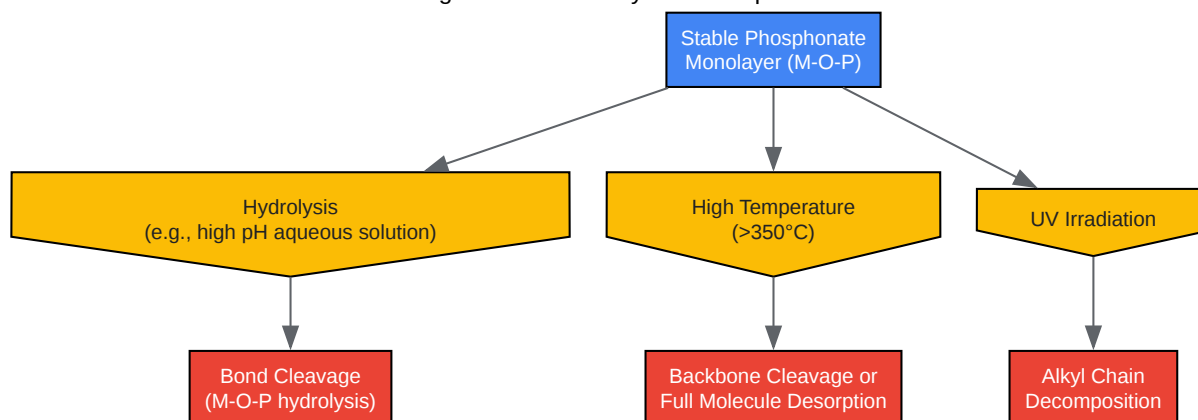 Stable Phosphonate
Monolayer (M-O-P)
Hydrolysis
(e.g., high pH aqueous solution)
High Temperature
(>350°C)
UV Irradiation
Bond Cleavage
(M-O-P hydrolysis)
Backbone Cleavage or
Full Molecule Desorption
Alkyl Chain
Decomposition